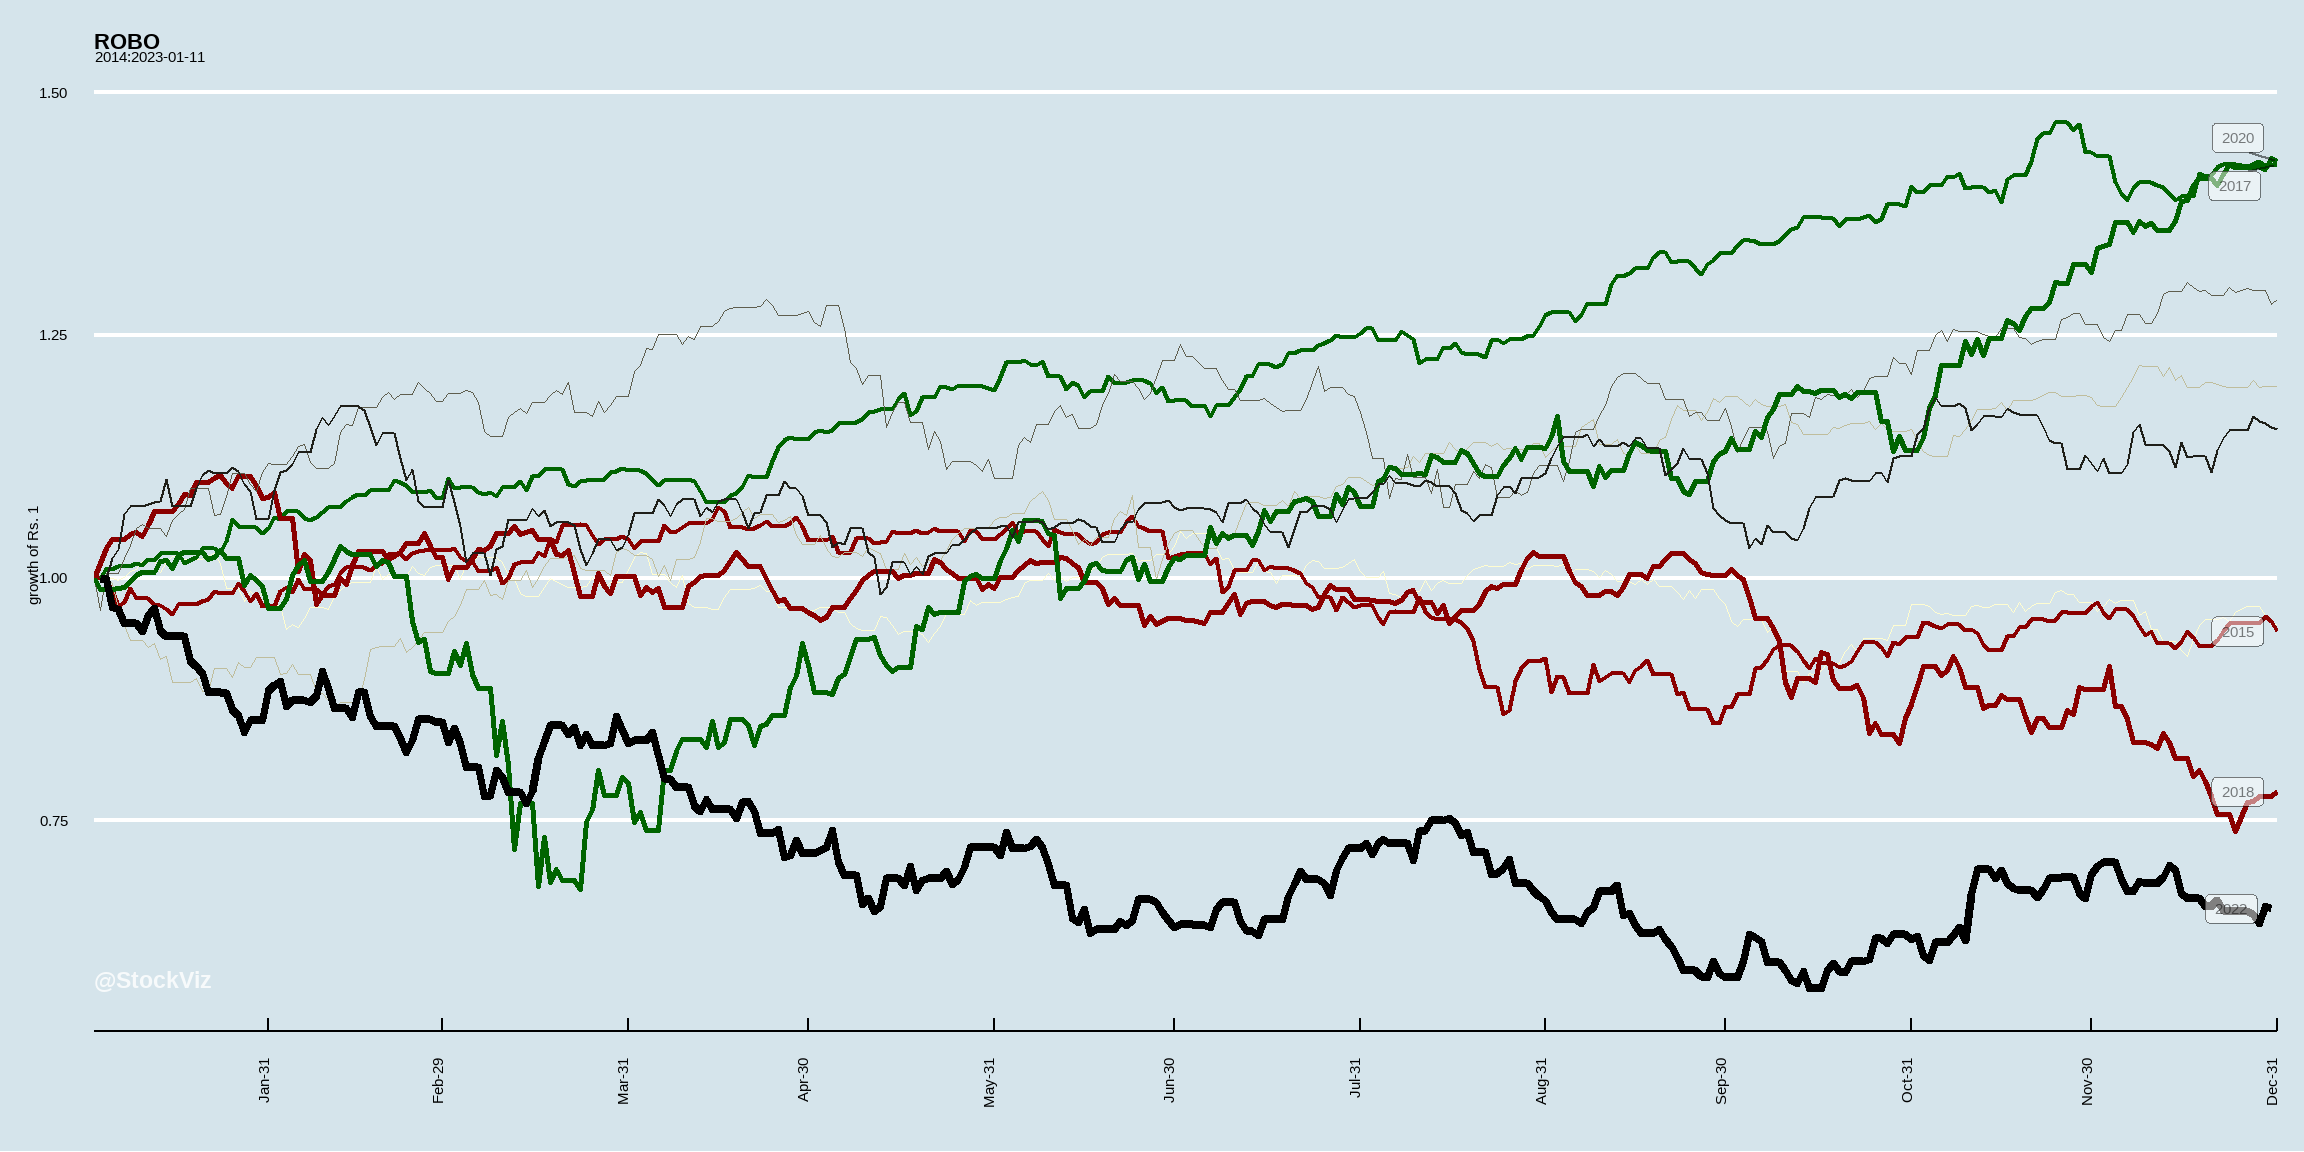 ROBO
2014:2023-01-11
1.50
1.25
1.00
0.75
growth of Rs. 1
2020
2017
2015
2018
2022
@StockViz
Jan-31
Feb-29
Mar-31
Apr-30
May-31
Jun-30
Jul-31
Aug-31
Sep-30
Oct-31
Nov-30
Dec-31